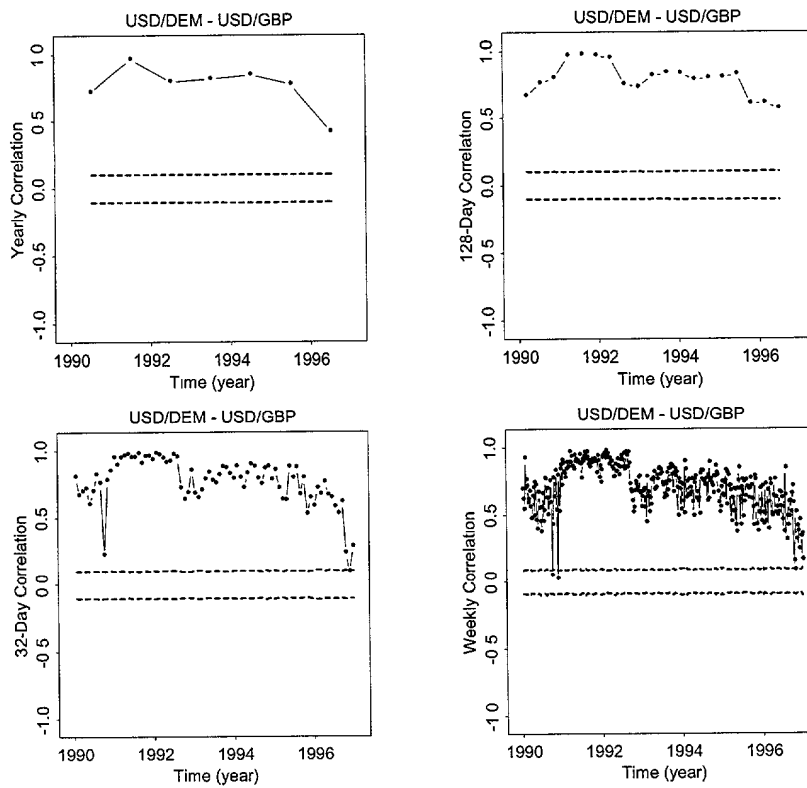 USD/DEM - USD/GBP
Yearly Correlation
1.0
0.5
0.0
-0.5
-1.0
1990 1992 1994 1996
Time (year)
USD/DEM - USD/GBP
128-Day Correlation
1.0
0.5
0.0
-0.5
-1.0
1990 1992 1994 1996
Time (year)
USD/DEM - USD/GBP
32-Day Correlation
1.0
0.5
0.0
-0.5
-1.0
1990 1992 1994 1996
Time (year)
USD/DEM - USD/GBP
Weekly Correlation
1.0
0.5
0.0
-0.5
-1 0
1990 1992 1994 1996
Time (year)